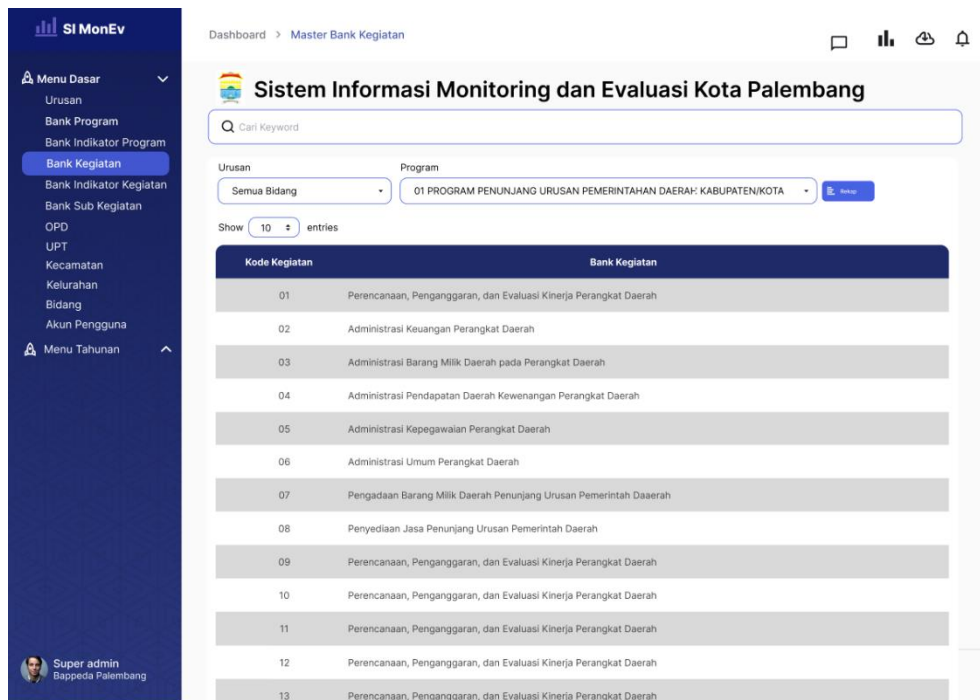 SI MonEv
Menu Dasar
Urusan
Bank Program
Bank Indikator Program
Bank Kegiatan
Bank Indikator Kegiatan
Bank Sub Kegiatan
OPD
UPT
Kecamatan
Kelurahan
Bidang
Akun Pengguna
Menu Tahunan
Super admin
Bappeda Palembang
Dashboard > Master Bank Kegiatan
Sistem Informasi Monitoring dan Evaluasi Kota Palembang
Cari Keyword
Urusan Program
Semua Bidang 01 PROGRAM PENUNJANG URUSAN PEMERINTAHAN DAERAH KABUPATEN/KOTA Rekap
Show 10 entries
Kode Kegiatan Bank Kegiatan
01 Perencanaan, Penganggaran, dan Evaluasi Kinerja Perangkat Daerah
02 Administrasi Keuangan Perangkat Daerah
03 Administrasi Barang Milik Daerah pada Perangkat Daerah
04 Administrasi Pendapatan Daerah Kewenangan Perangkat Daerah
05 Administrasi Kepegawaian Perangkat Daerah
06 Administrasi Umum Perangkat Daerah
07 Pengadaan Barang Milik Daerah Penunjang Urusan Pemerintah Daaerah
08 Penyediaan Jasa Penunjang Urusan Pemerintah Daerah
09 Perencanaan, Penganggaran, dan Evaluasi Kinerja Perangkat Daerah
10 Perencanaan, Penganggaran, dan Evaluasi Kinerja Perangkat Daerah
11 Perencanaan, Penganggaran, dan Evaluasi Kinerja Perangkat Daerah
12 Perencanaan, Penganggaran, dan Evaluasi Kinerja Perangkat Daerah
13 Perencanaan, Penganggaran, dan Evaluasi Kinerja Perangkat Daerah